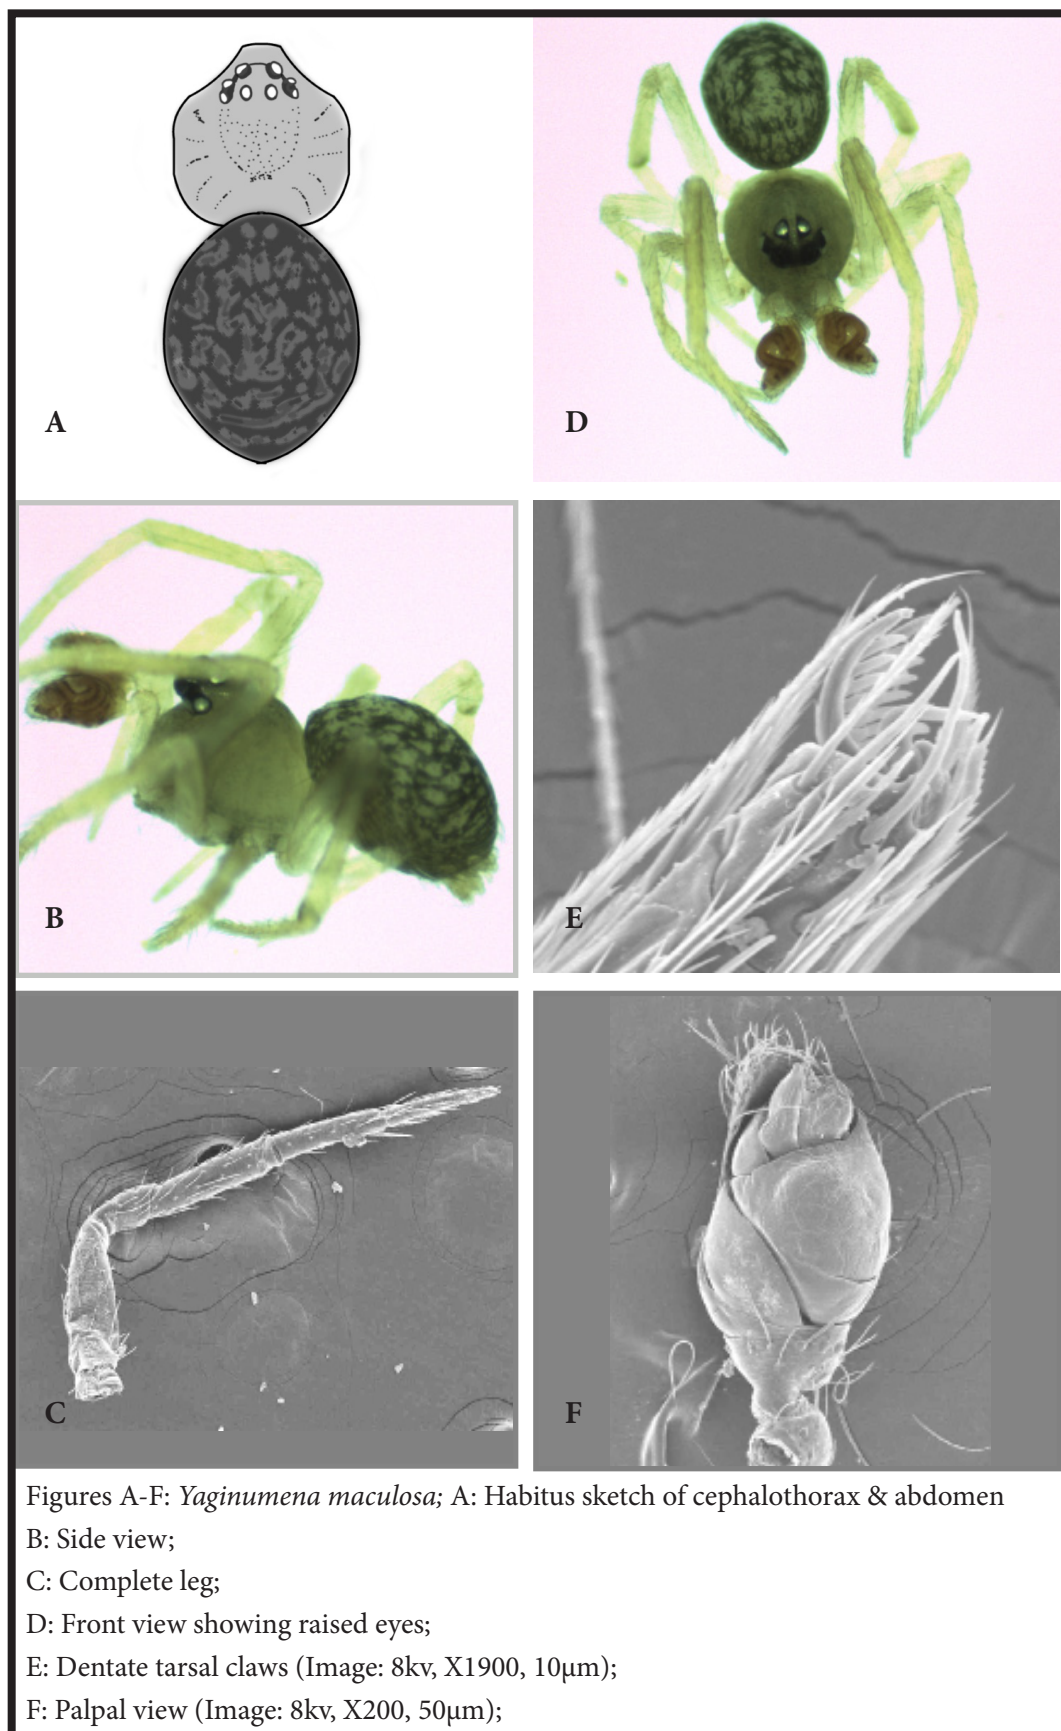 A
D
B
E
C
F
Figures A-F: Yaginumena maculosa; A: Habitus sketch of cephalothorax & abdomen
B: Side view;
C: Complete leg;
D: Front view showing raised eyes;
E: Dentate tarsal claws (Image: 8kv, X1900, 10µm);
F: Palpal view (Image: 8kv, X200, 50µm);